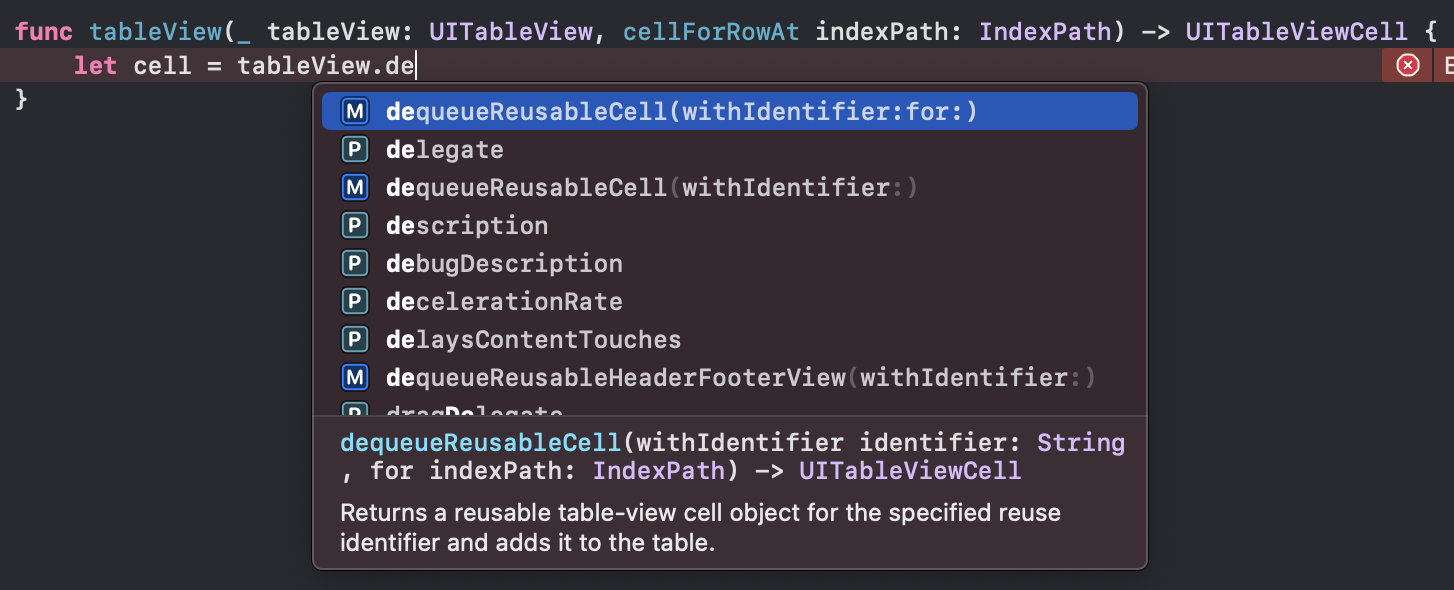 func tableView(_ tableView: UITableView, cellForRowAt indexPath: IndexPath) -> UITableViewCell {
let cell = tableView.de
E
}
M dequeueReusableCell(withIdentifier:for:)
P delegate
M dequeueReusableCell(withIdentifier:)
P description
P debugDescription
P decelerationRate
P delaysContentTouches
M dequeueReusableHeaderFooterView(withIdentifier:)
P dragDelegate
dequeueReusableCell(withIdentifier identifier: String
, for indexPath: IndexPath) -> UITableViewCell
Returns a reusable table-view cell object for the specified reuse
identifier and adds it to the table.